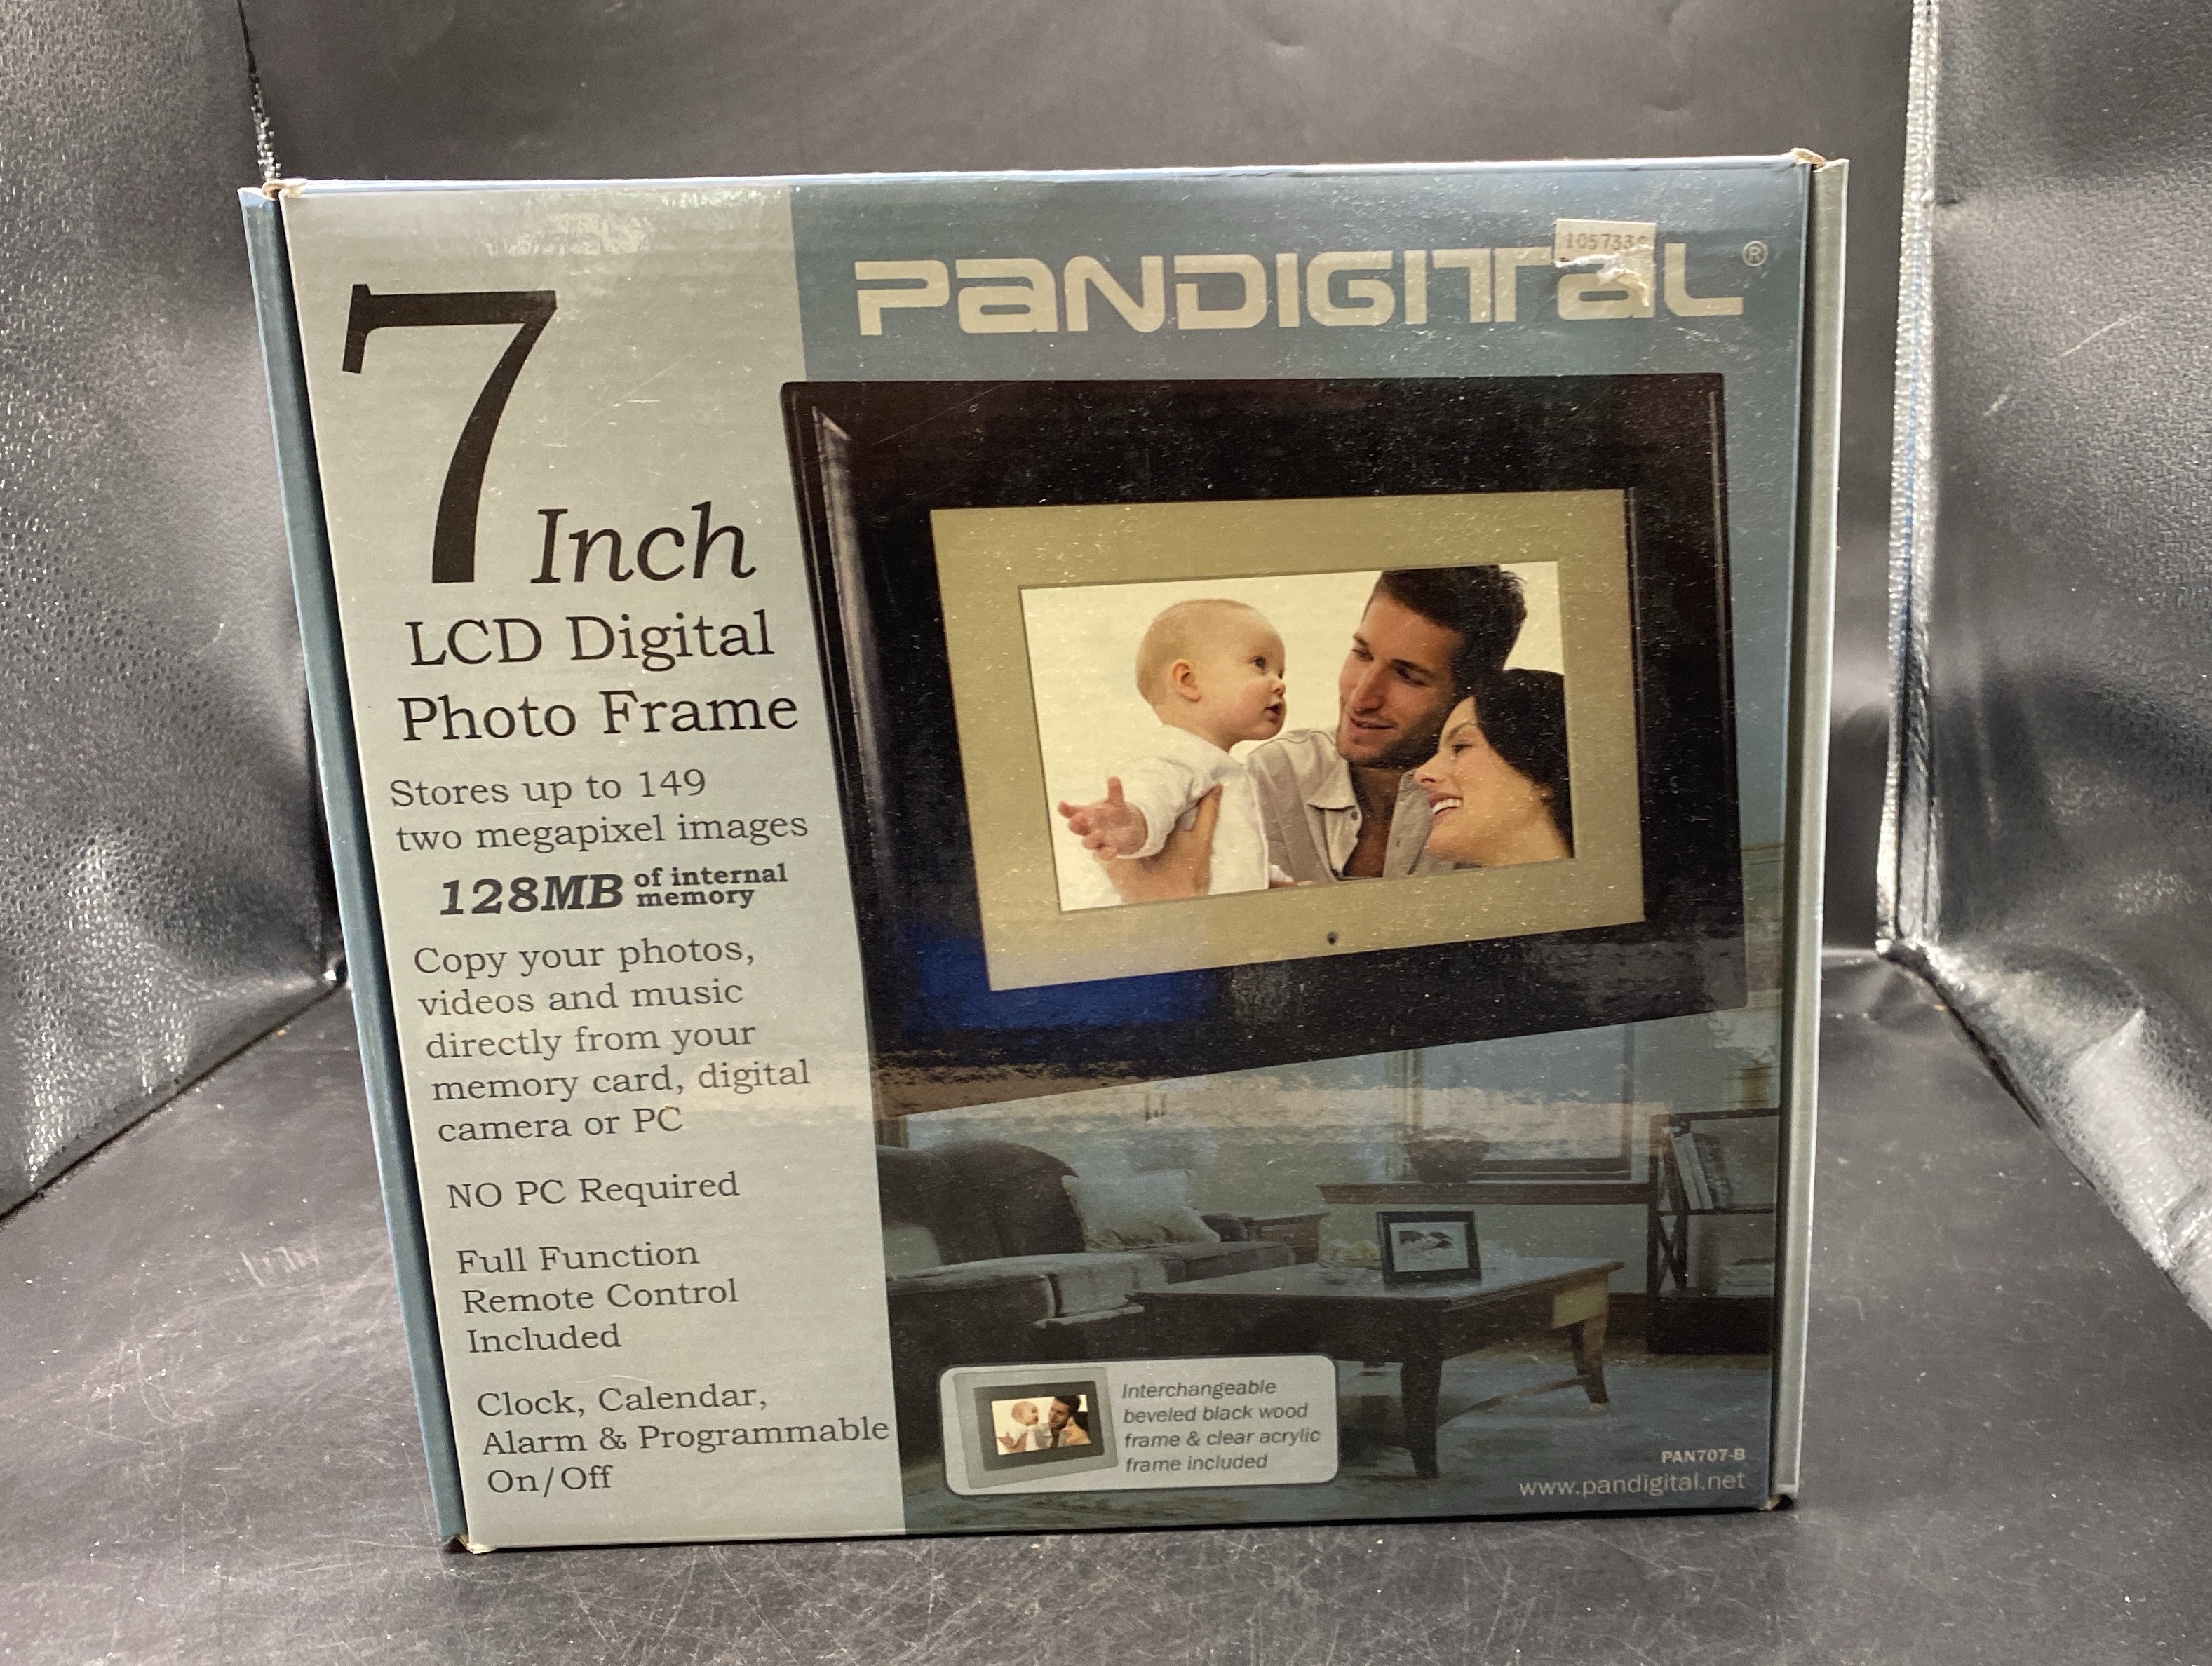 PANDIGITAL®
7 Inch
LCD Digital
Photo Frame
Stores up to 149
two megapixel images
128MB of internal
memory
Copy your photos,
videos and music
directly from your
memory card, digital
camera or PC
NO PC Required
Full Function
Remote Control
Included
Clock, Calendar,
Alarm & Programmable
On/Off
Interchangeable
beveled black wood
frame & clear acrylic
frame included
PAN707-B
www.pandigital.net